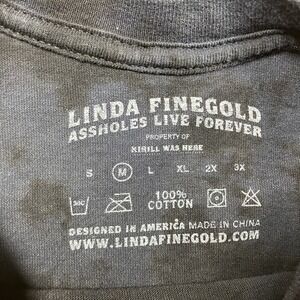 LINDA FINEGOLD
ASSHOLES LIVE FOREVER
PROPERTY OF
KIRILL WAS HERE
S M L XL 2X 3X
30C 100%
COTTON
DESIGNED IN AMERICA MADE IN CHINA
WWW.LINDAFINEGOLD.COM